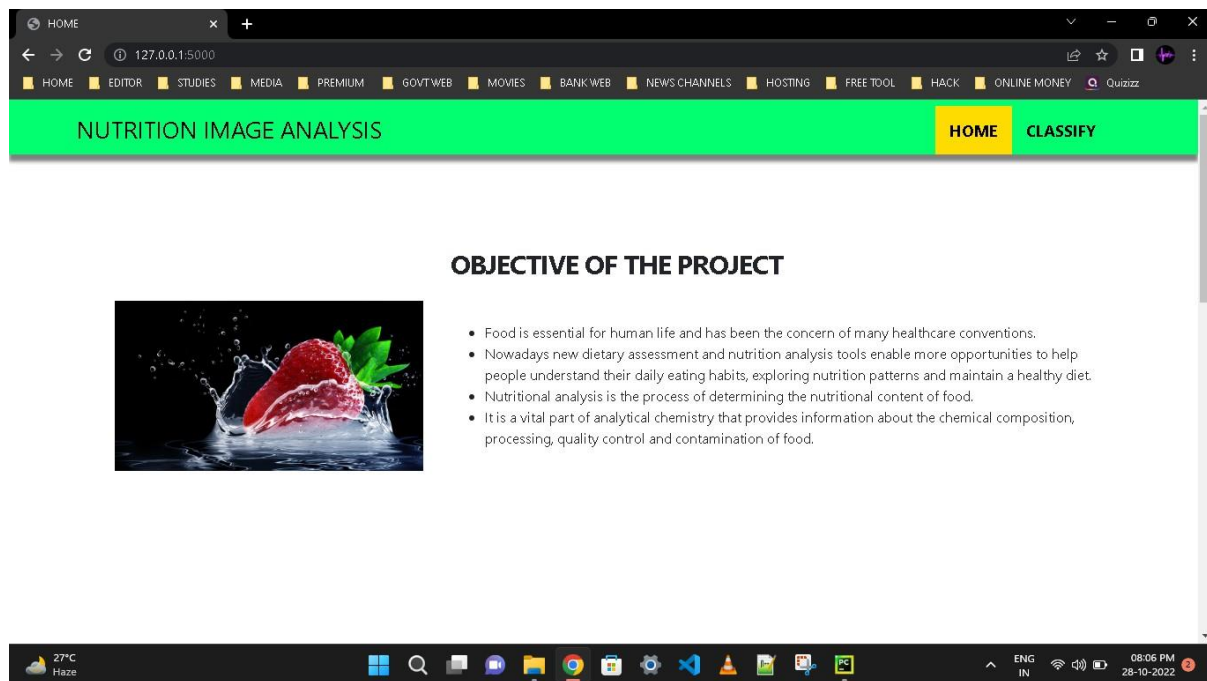 HOME
127.0.0.1:5000
HOME EDITOR STUDIES MEDIA PREMIUM GOVT WEB MOVIES BANK WEB NEWS CHANNELS HOSTING FREE TOOL HACK ONLINE MONEY Quizizz
NUTRITION IMAGE ANALYSIS HOME CLASSIFY
OBJECTIVE OF THE PROJECT
• Food is essential for human life and has been the concern of many healthcare conventions.
• Nowadays new dietary assessment and nutrition analysis tools enable more opportunities to help
people understand their daily eating habits, exploring nutrition patterns and maintain a healthy diet.
• Nutritional analysis is the process of determining the nutritional content of food.
• It is a vital part of analytical chemistry that provides information about the chemical composition,
processing, quality control and contamination of food.
27°C
Haze
PC
ENG
IN
08:06 PM
28-10-2022
2